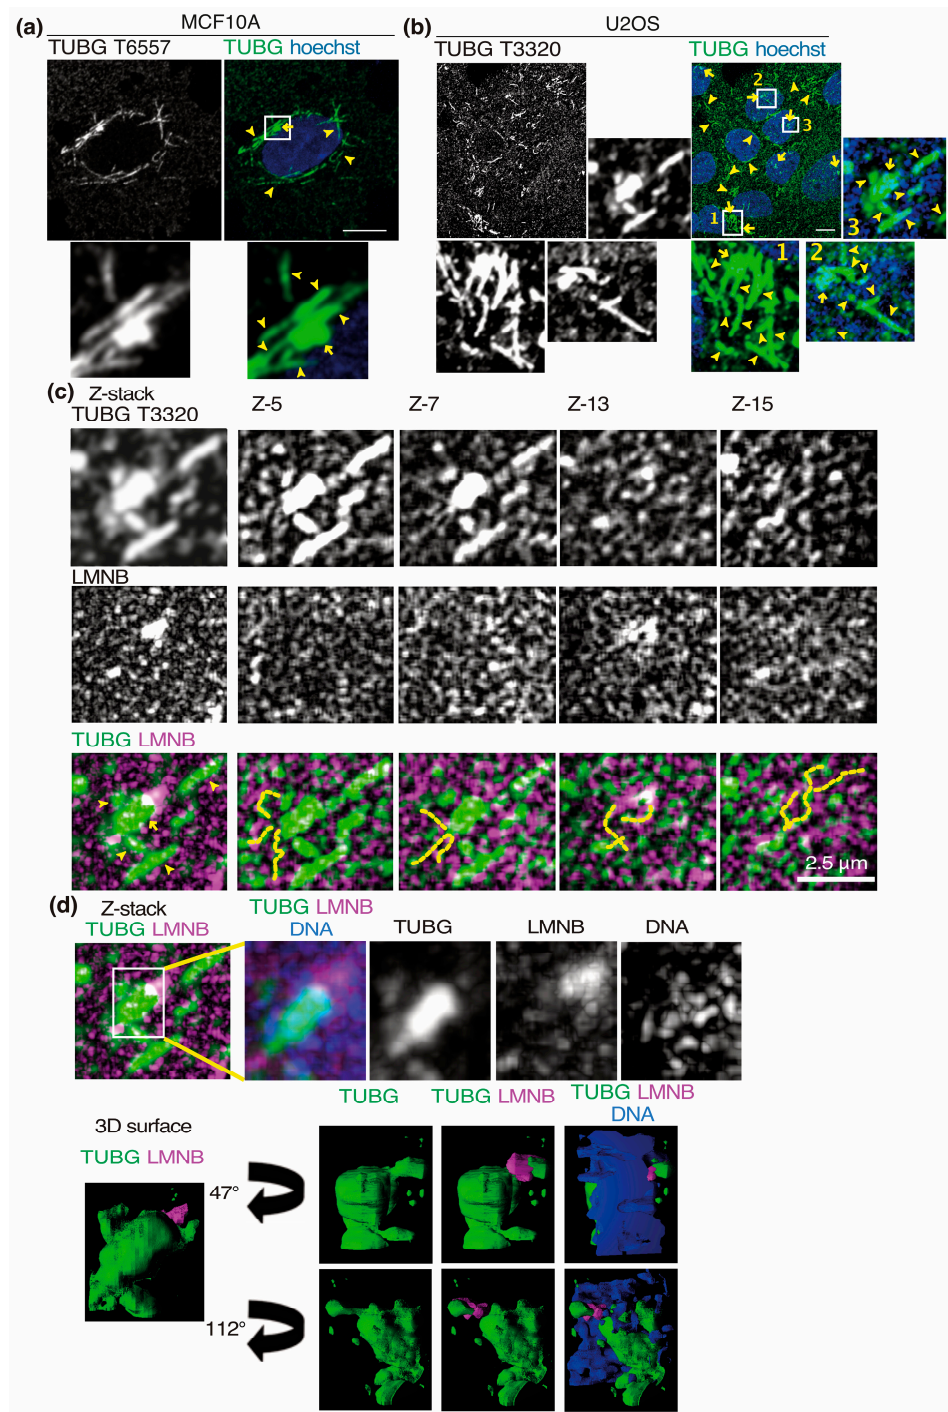 (a)
MCF10A
TUBG T6557
TUBG hoechst
(b)
U2OS
TUBG T3320
TUBG hoechst
2
3
1
3
1
2
(c)
Z-stack
TUBG T3320
Z-5
Z-7
Z-13
Z-15
LMNB
TUBG LMNB
2.5 µm
(d)
Z-stack
TUBG LMNB
TUBG LMNB
DNA
TUBG
LMNB
DNA
3D surface
TUBG LMNB
TUBG
TUBG LMNB
TUBG LMNB
DNA
47°
112°